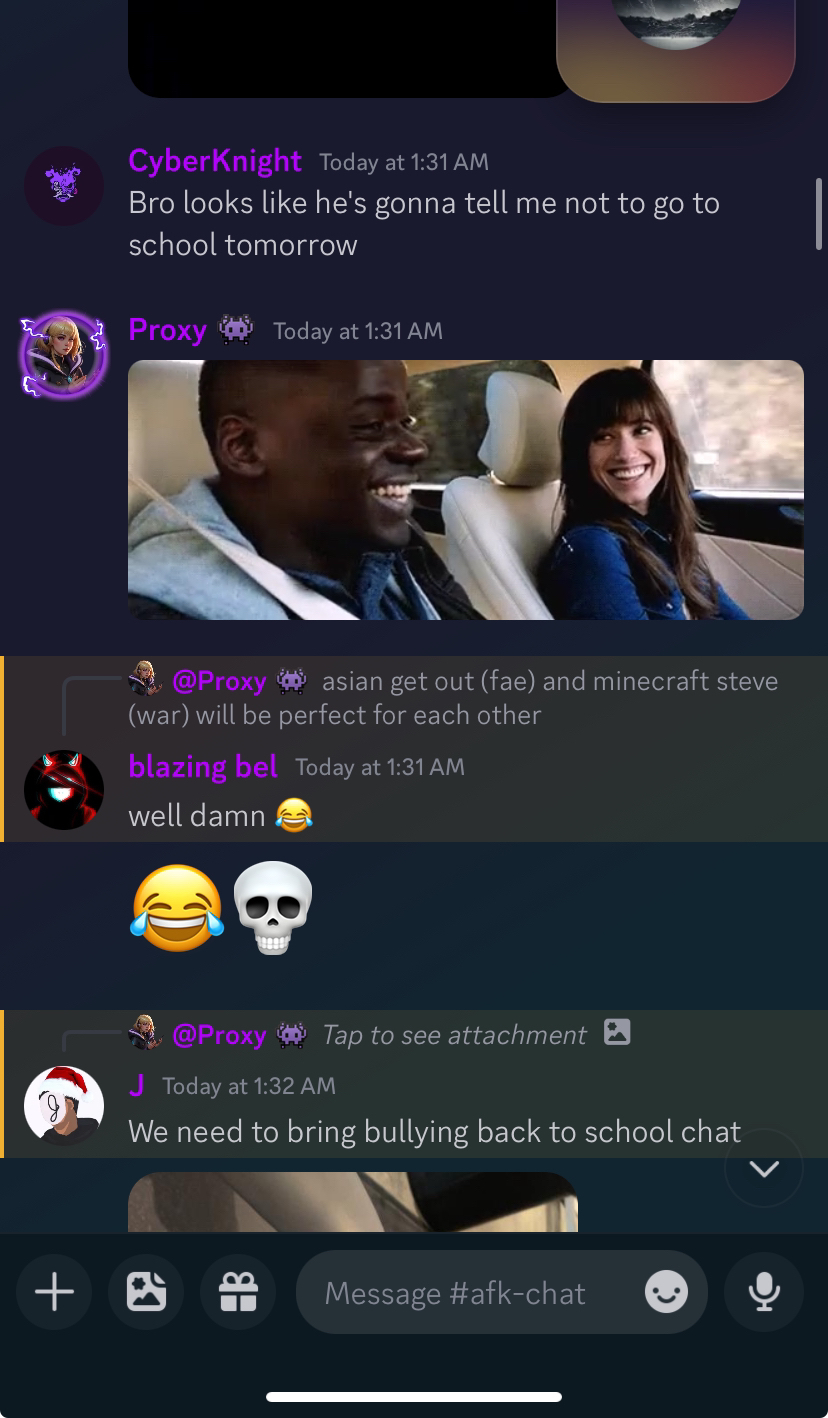 CyberKnight Today at 1:31 AM
Bro looks like he's gonna tell me not to go to
school tomorrow
Proxy 👾 Today at 1:31 AM
@Proxy 👾 asian get out (fae) and minecraft steve
(war) will be perfect for each other
blazing bel Today at 1:31 AM
well damn 😂
😂💀
@Proxy 👾 Tap to see attachment
J Today at 1:32 AM
We need to bring bullying back to school chat
Message #afk-chat